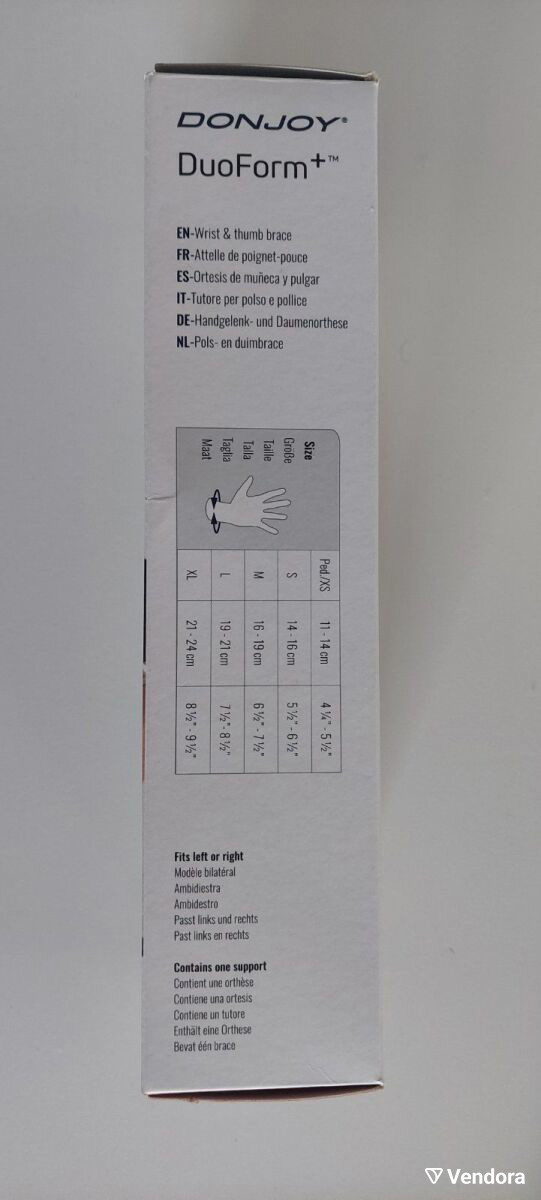 DONJOY®
DuoForm+™
EN-Wrist & thumb brace
FR-Attelle de poignet-pouce
ES-Ortesis de muñeca y pulgar
IT-Tutore per polso e pollice
DE-Handgelenk- und Daumenorthese
NL-Pols- en duimbrace
Size
Größe
Taille
Talla
Taglia
Maat
Ped./XS 11 - 14 cm 4 ¼" - 5 ½"
S 14 - 16 cm 5 ½" - 6 ½"
M 16 - 19 cm 6 ½" - 7 ½"
L 19 - 21 cm 7 ½" - 8 ½"
XL 21 - 24 cm 8 ½" - 9 ½"
Fits left or right
Modèle bilatéral
Ambidiestra
Ambidestro
Passt links und rechts
Past links en rechts
Contains one support
Contient une orthèse
Contiene una ortesis
Contiene un tutore
Enthält eine Orthese
Bevat één brace
Vendora